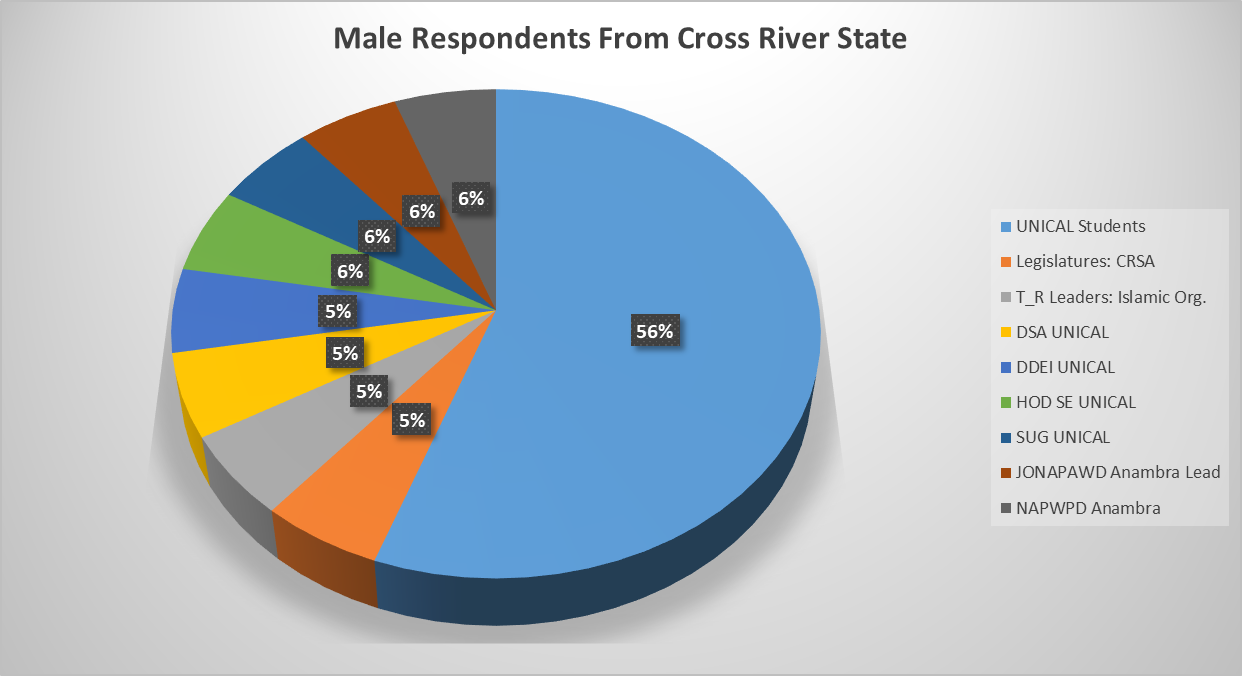 Male Respondents From Cross River State
6%
6%
6%
6%
5%
5%
5%
5%
56%
UNICAL Students
Legislatures: CRSA
T_R Leaders: Islamic Org.
DSA UNICAL
DDEI UNICAL
HOD SE UNICAL
SUG UNICAL
JONAPAWD Anambra Lead
NAPWPD Anambra